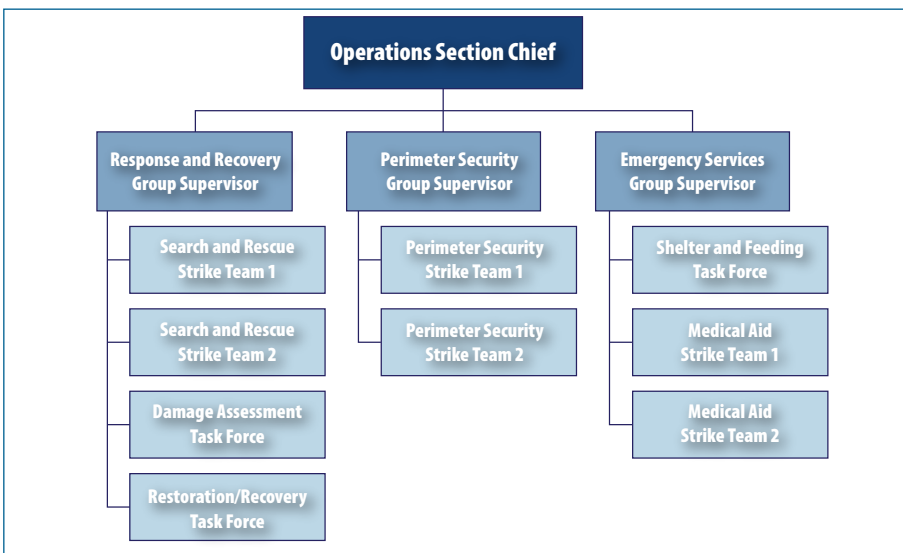 Operations Section Chief
Response and Recovery
Group Supervisor
Search and Rescue
Strike Team 1
Search and Rescue
Strike Team 2
Damage Assessment
Task Force
Restoration/Recovery
Task Force
Perimeter Security
Group Supervisor
Perimeter Security
Strike Team 1
Perimeter Security
Strike Team 2
Emergency Services
Group Supervisor
Shelter and Feeding
Task Force
Medical Aid
Strike Team 1
Medical Aid
Strike Team 2